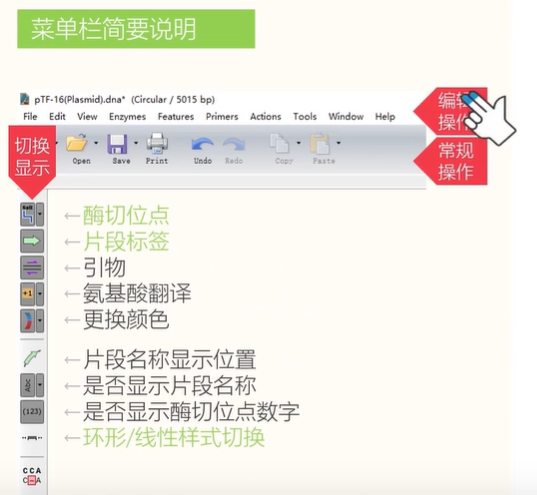 菜单栏简要说明
pTF-16(Plasmid).dna* (Circular / 5015 bp)
File Edit View Enzymes Features Primers Actions Tools Window Help
编辑
操作
切换
显示
Open Save Print Undo Redo Copy Paste
常规
操作
←酶切位点
←片段标签
←引物
+1
←氨基酸翻译
←更换颜色
←片段名称显示位置
ABC
←是否显示片段名称
(123)
←是否显示酶切位点数字
←环形/线性样式切换
CCA